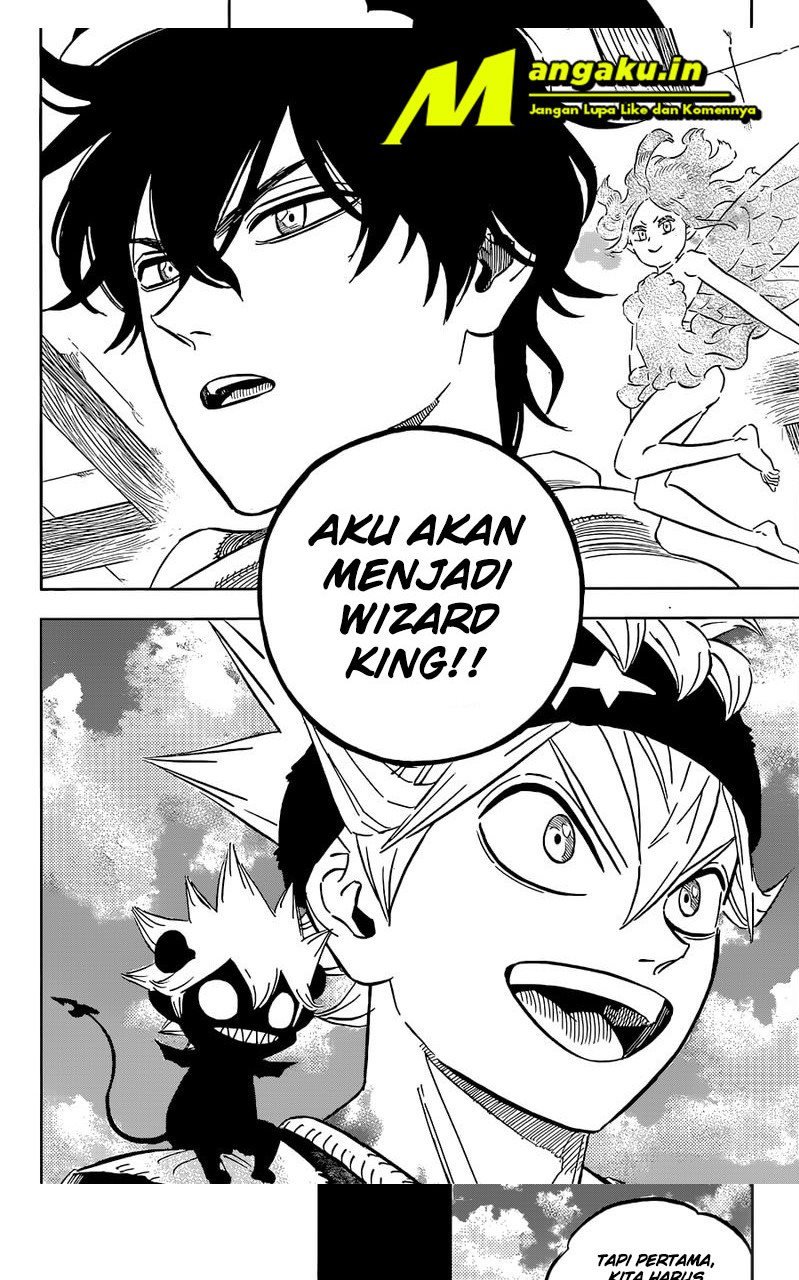 Mangaku.in
Jangan Lupa Like dan Komennya
AKU AKAN
MENJADI
WIZARD
KING!!
TAPI PERTAMA,
KITA HARUS